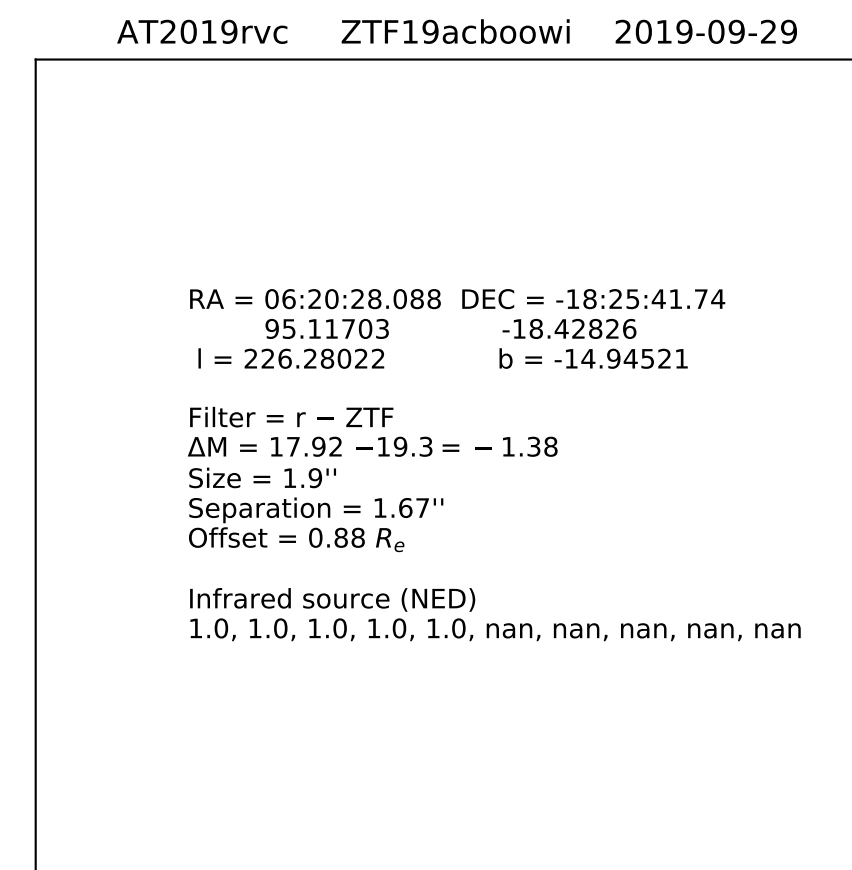 AT2019rvc ZTF19acboowi 2019-09-29
RA = 06:20:28.088 DEC = -18:25:41.74
95.11703 -18.42826
l = 226.28022 b = -14.94521
Filter = r − ZTF
ΔM = 17.92 −19.3 = − 1.38
Size = 1.9''
Separation = 1.67''
Offset = 0.88 Rₑ
Infrared source (NED)
1.0, 1.0, 1.0, 1.0, 1.0, nan, nan, nan, nan, nan